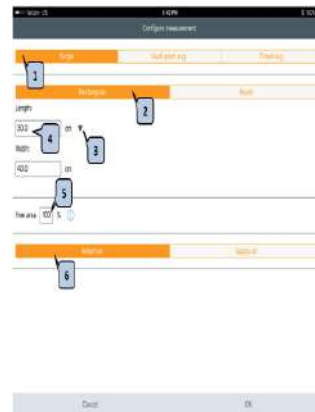 Configure measurement
Single Multi-point avg. Timed avg.
1
Rectangular Round
2
Length:
30.0 cm
4 3
Width:
40.0 cm
5
Free area 100 %
6
Cancel OK